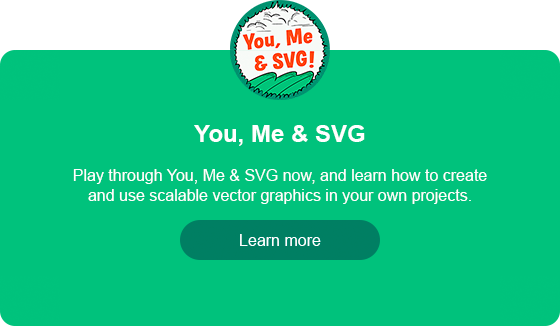 You, Me
& SVG!
You, Me & SVG
Play through You, Me & SVG now, and learn how to create
and use scalable vector graphics in your own projects.
Learn more